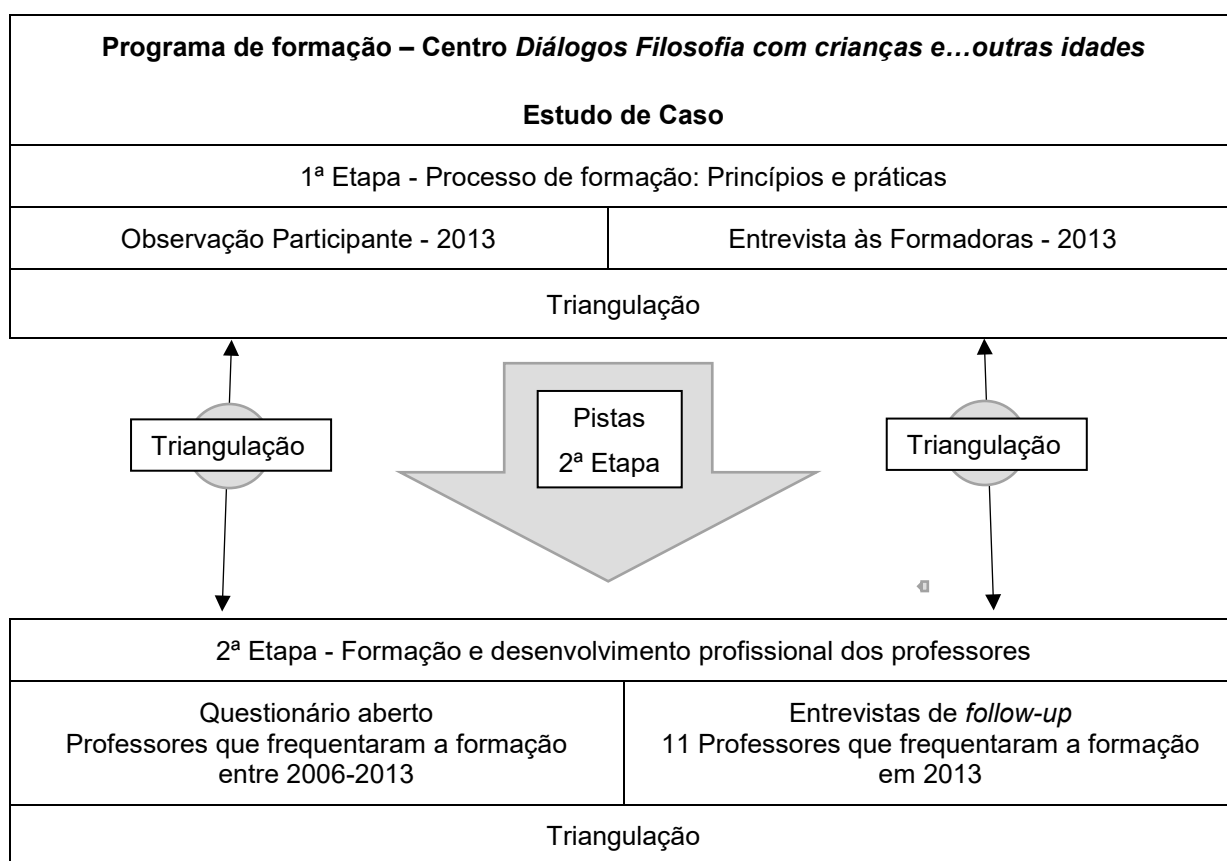 Programa de formação – Centro Diálogos Filosofia com crianças e…outras idades
Estudo de Caso
1ª Etapa - Processo de formação: Princípios e práticas
Observação Participante - 2013
Entrevista às Formadoras - 2013
Triangulação
Triangulação
Pistas
2ª Etapa
Triangulação
2ª Etapa - Formação e desenvolvimento profissional dos professores
Questionário aberto
Professores que frequentaram a formação
entre 2006-2013
Entrevistas de follow-up
11 Professores que frequentaram a formação
em 2013
Triangulação